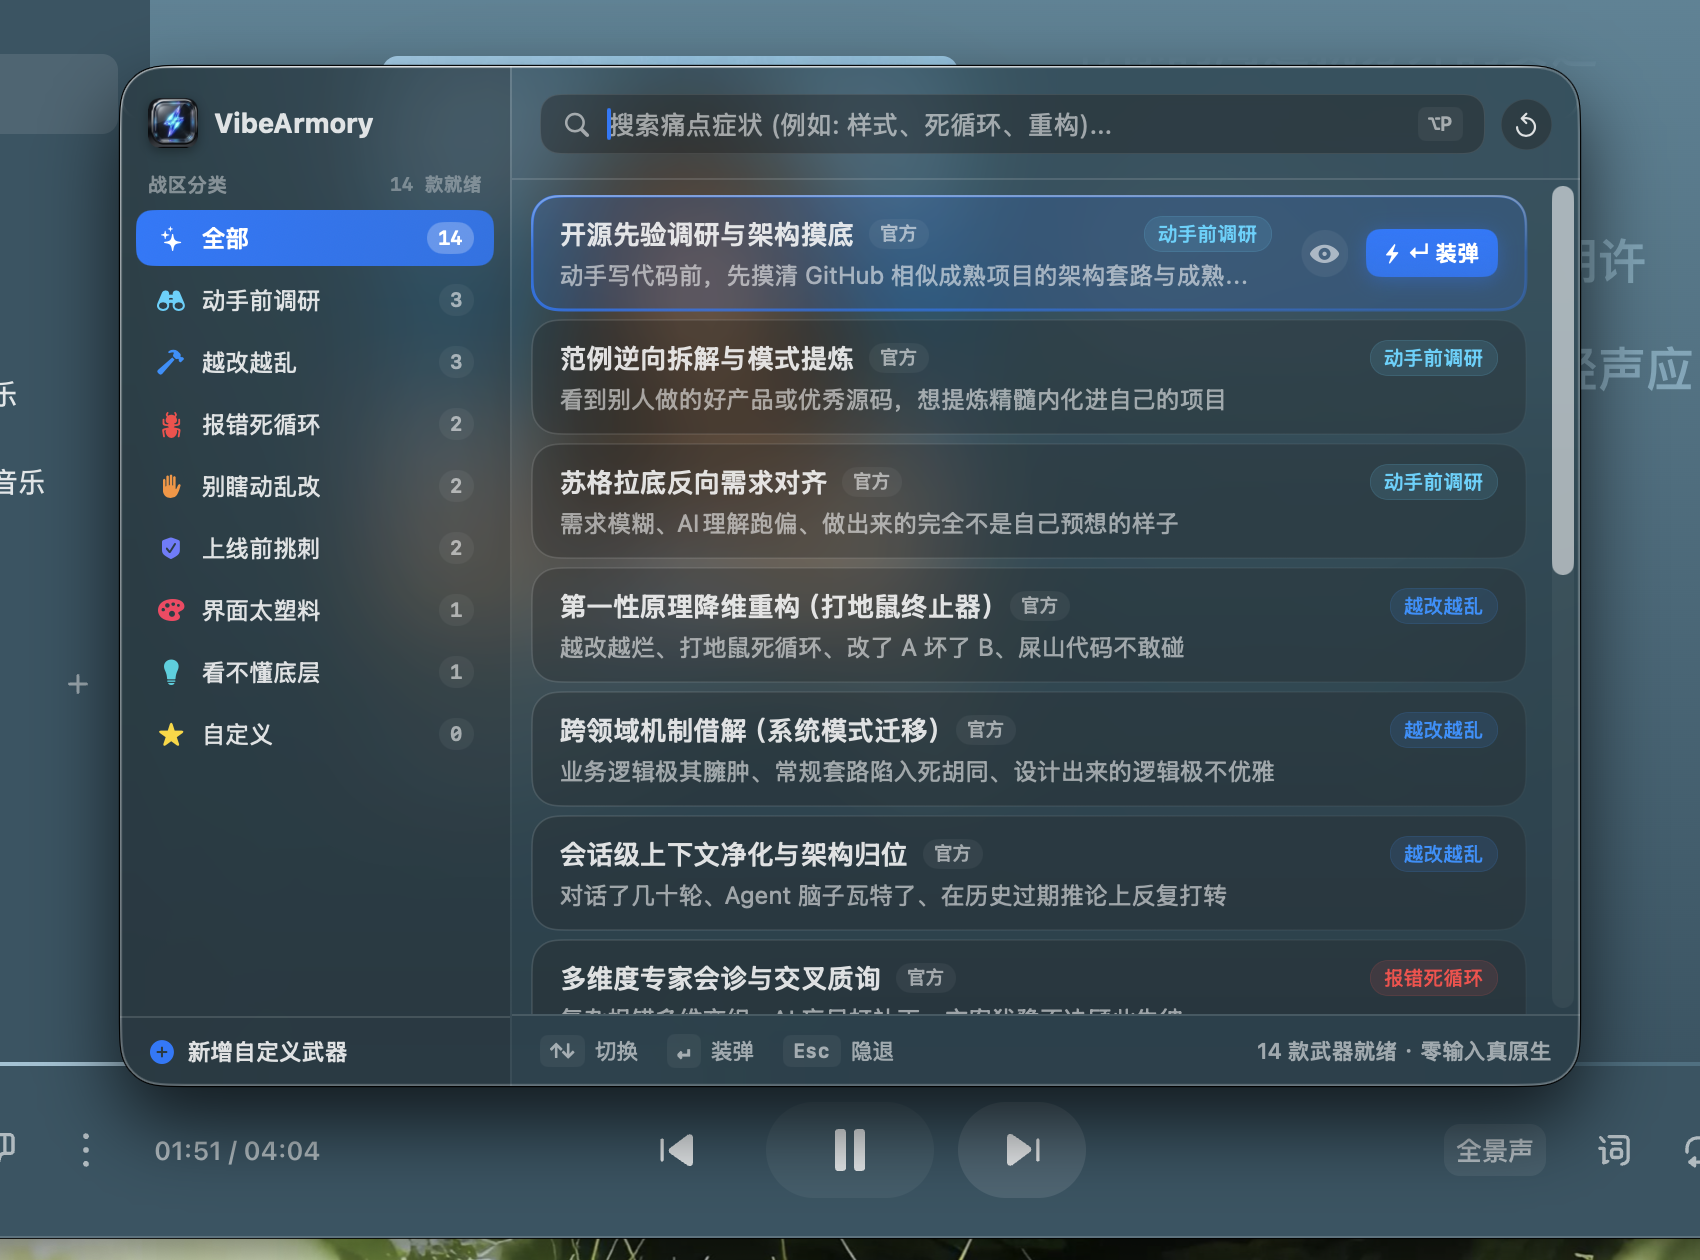 VibeArmory
战区分类
14 款就绪
全部
14
动手前调研
3
越改越乱
3
报错死循环
2
别瞎动乱改
2
上线前挑刺
2
界面太塑料
1
看不懂底层
1
自定义
0
新增自定义武器
搜索痛点症状 (例如: 样式、死循环、重构)...
⌥P
开源先验调研与架构摸底
官方
动手前调研
装弹
动手写代码前，先摸清 GitHub 相似成熟项目的架构套路与成熟...
范例逆向拆解与模式提炼
官方
动手前调研
看到别人做的好产品或优秀源码，想提炼精髓内化进自己的项目
苏格拉底反向需求对齐
官方
动手前调研
需求模糊、AI 理解跑偏、做出来的完全不是自己预想的样子
第一性原理降维重构（打地鼠终止器）
官方
越改越乱
越改越烂、打地鼠死循环、改了 A 坏了 B、屎山代码不敢碰
跨领域机制借解（系统模式迁移）
官方
越改越乱
业务逻辑极其臃肿、常规套路陷入死胡同、设计出来的逻辑极不优雅
会话级上下文净化与架构归位
官方
越改越乱
对话了几十轮、Agent 脑子瓦特了、在历史过期推论上反复打转
多维度专家会诊与交叉质询
官方
报错死循环
切换
装弹
Esc
隐退
14 款武器就绪 · 零输入真原生
乐
音乐
许
声应
01:51 / 04:04
全景声
词